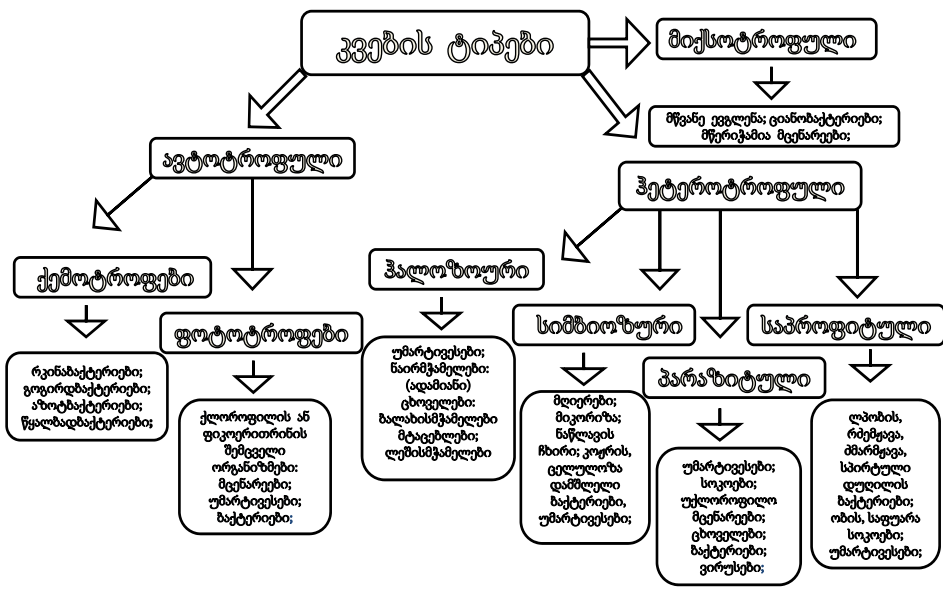 კვების ტიპები
მიქსოტროფული
მწვანე ევგლენა; ციანობაქტერიები;
მწერიჭამია მცენარეები;
ავტოტროფული
ჰეტეროტროფული
ქემოტროფები
რკინაბაქტერიები;
გოგირდბაქტერიები;
აზოტბაქტერიები;
წყალბადბაქტერიები;
ფოტოტროფები
ქლოროფილის ან
ფიკოერითრინის
შემცველი
ორგანიზმები:
მცენარეები;
უმარტივესები;
ბაქტერიები;
ჰალოზოური
უმარტივესები;
ნაირმჭამელები:
(ადამიანი)
ცხოველები:
ბალახისმჭამელები
მტაცებლები;
ლეშისმჭამელები
სიმბიოზური
მღიერები;
მიკორიზა;
ნაწლავის
ჩხირი; კოჟრის,
ცელულოზა
დამშლელი
ბაქტერიები,
უმარტივესები;
პარაზიტული
უმარტივესები;
სოკოები;
უქლოროფილო
მცენარეები;
ცხოველები;
ბაქტერიები;
ვირუსები;
საპროფიტული
ლპობის,
რძემჟავა,
ძმარმჟავა,
სპირტული
დუღილის
ბაქტერიები;
ობის, საფუარა
სოკოები;
უმარტივესები;